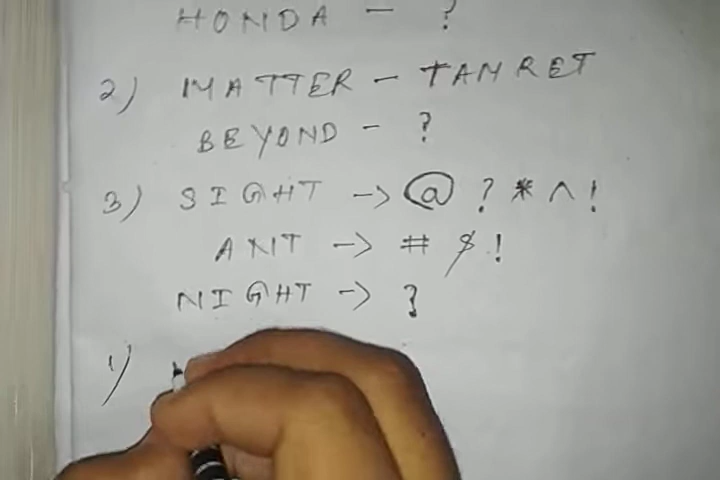 HONDA - ?
2) MATTER - TAMRET
BEYOND - ?
3) SIGHT -> @ ? * ^ !
ANT -> # $ !
NIGHT -> ?
1)